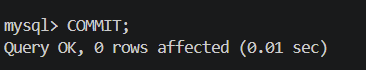 mysql> COMMIT;
Query OK, 0 rows affected (0.01 sec)